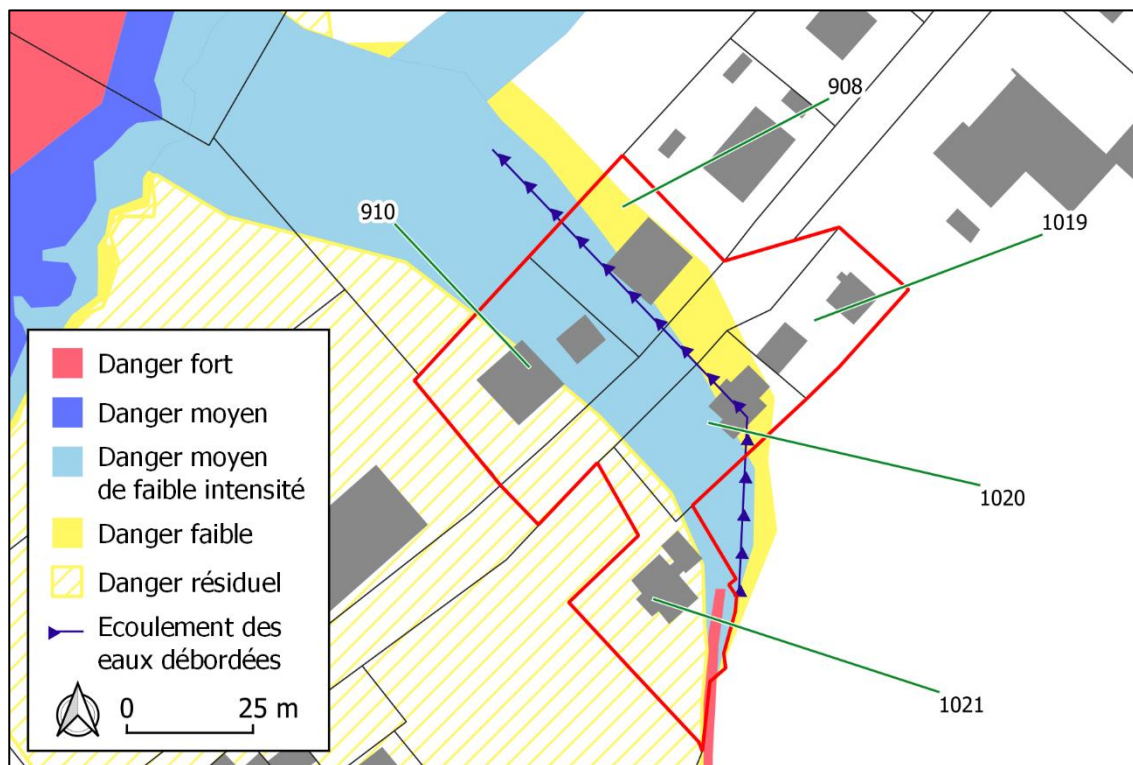 908
910
1019
Danger fort
Danger moyen
Danger moyen
de faible intensité
Danger faible
Danger résiduel
Ecoulement des
eaux débordées
0 25 m
1020
1021